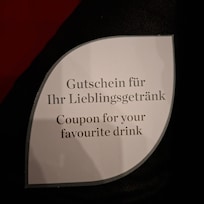 Gutschein für
Ihr Lieblingsgetränk
Coupon for your
favourite drink